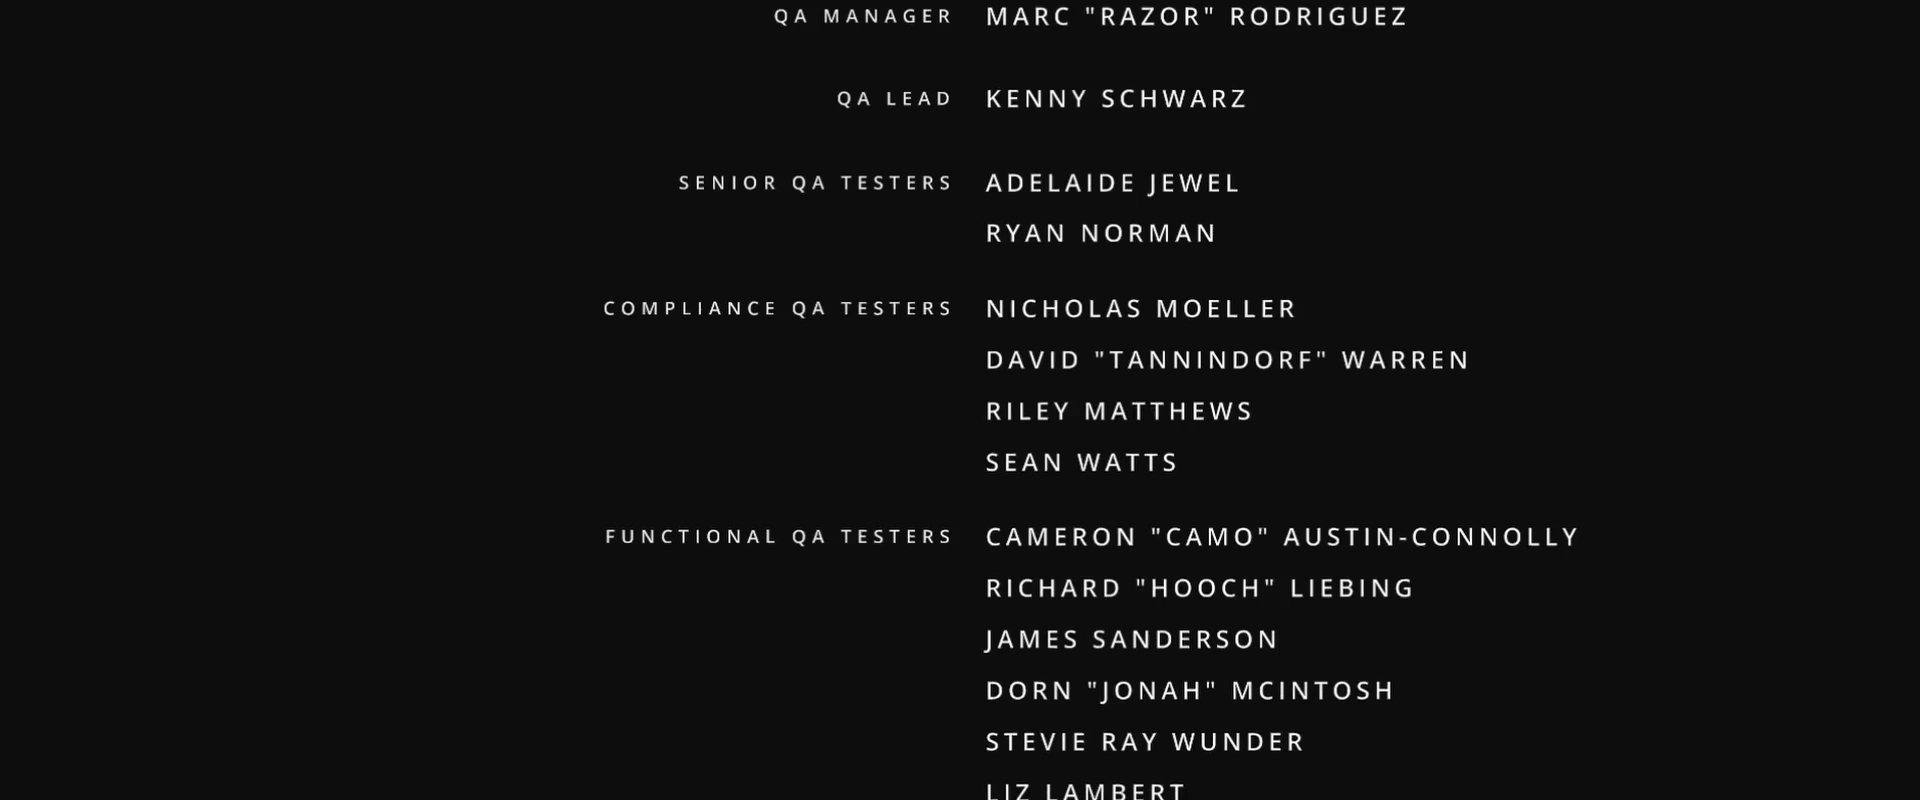 QA MANAGER MARC "RAZOR" RODRIGUEZ
QA LEAD KENNY SCHWARZ
SENIOR QA TESTERS ADELAIDE JEWEL
RYAN NORMAN
COMPLIANCE QA TESTERS NICHOLAS MOELLER
DAVID "TANNINDORF" WARREN
RILEY MATTHEWS
SEAN WATTS
FUNCTIONAL QA TESTERS CAMERON "CAMO" AUSTIN-CONNOLLY
RICHARD "HOOCH" LIEBING
JAMES SANDERSON
DORN "JONAH" MCINTOSH
STEVIE RAY WUNDER
LIZ LAMBERT